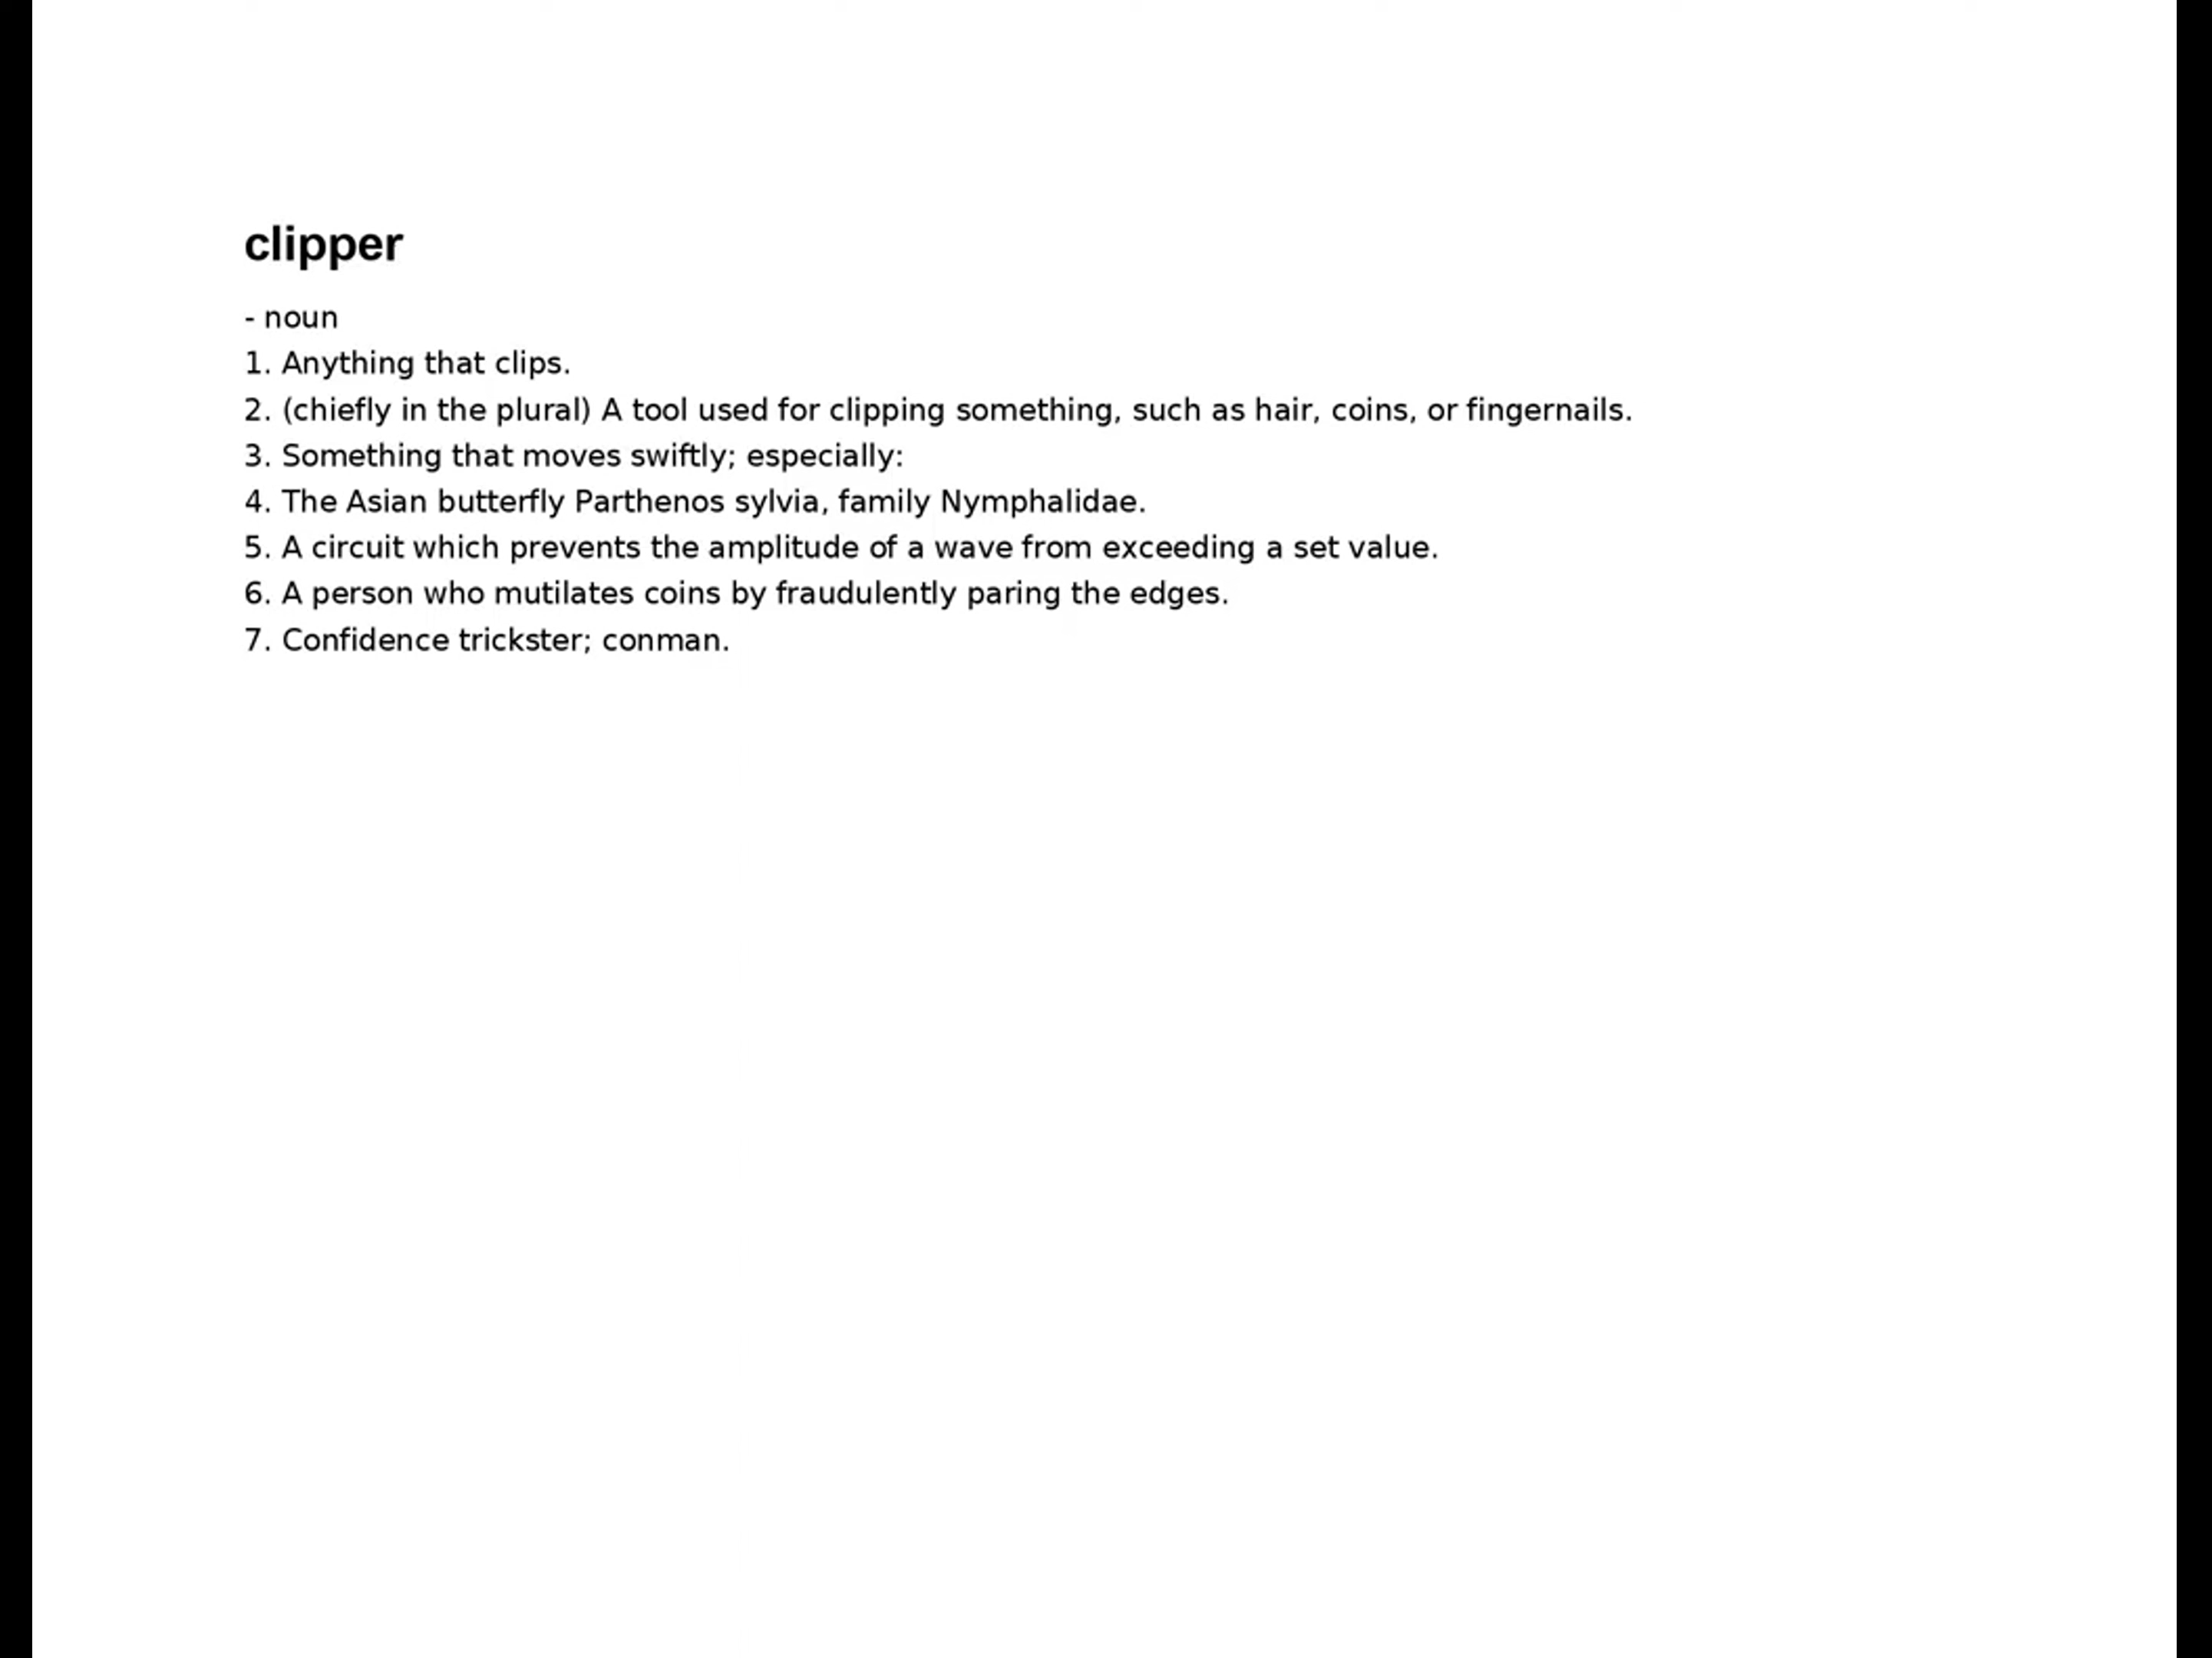 clipper
- noun
1. Anything that clips.
2. (chiefly in the plural) A tool used for clipping something, such as hair, coins, or fingernails.
3. Something that moves swiftly; especially:
4. The Asian butterfly Parthenos sylvia, family Nymphalidae.
5. A circuit which prevents the amplitude of a wave from exceeding a set value.
6. A person who mutilates coins by fraudulently paring the edges.
7. Confidence trickster; conman.